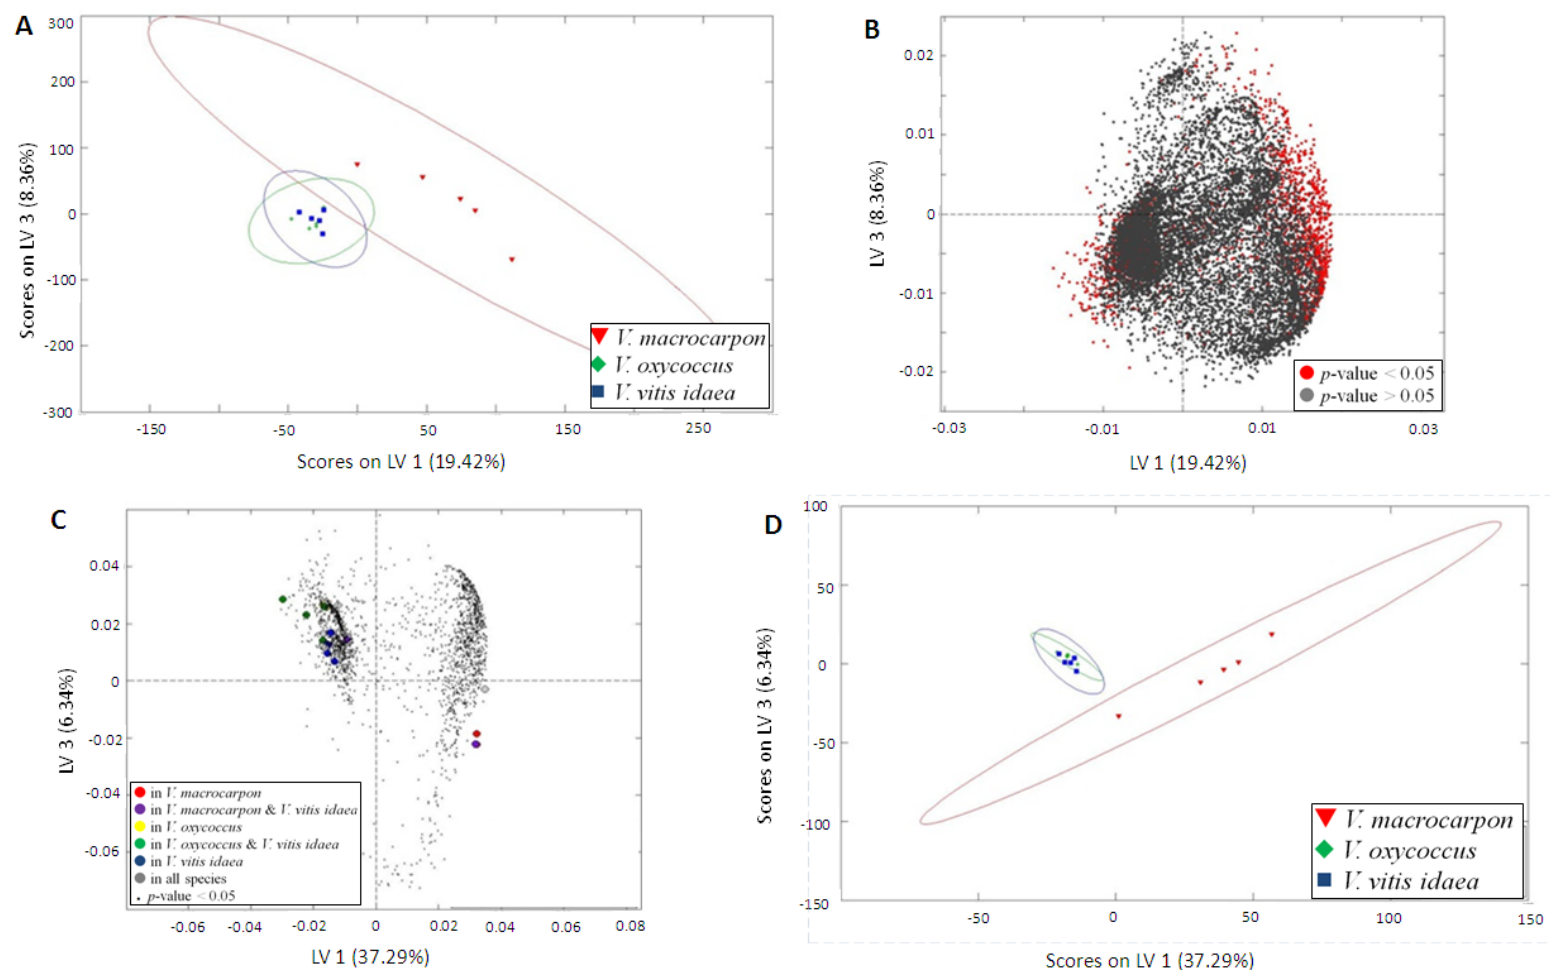 A
300
200
100
0
-100
-200
-300
-150
-50
50
150
250
Scores on LV 3 (8.36%)
Scores on LV 1 (19.42%)
V. macrocarpon
V. oxycoccus
V. vitis idaea
B
0.02
0.01
0
-0.01
-0.02
-0.03
-0.01
0.01
0.03
LV 3 (8.36%)
LV 1 (19.42%)
p-value < 0.05
p-value > 0.05
C
0.04
0.02
0
-0.02
-0.04
-0.06
-0.06
-0.04
-0.02
0
0.02
0.04
0.06
0.08
LV 3 (6.34%)
LV 1 (37.29%)
in V. macrocarpon
in V. macrocarpon & V. vitis idaea
in V. oxycoccus
in V. oxycoccus & V. vitis idaea
in V. vitis idaea
in all species
p-value < 0.05
D
100
50
0
-50
-100
-150
-50
0
50
100
150
Scores on LV 3 (6.34%)
Scores on LV 1 (37.29%)
V. macrocarpon
V. oxycoccus
V. vitis idaea